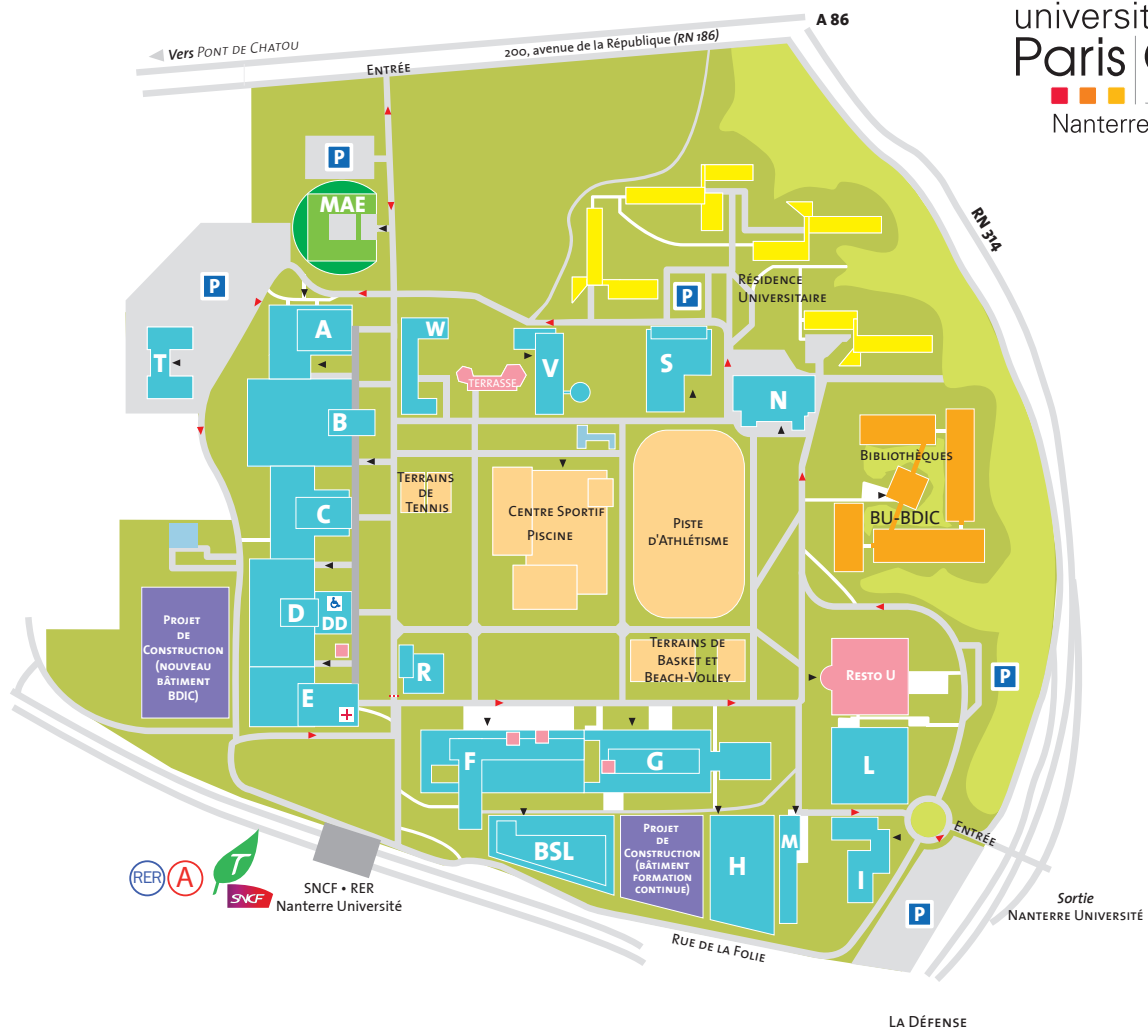 A 86
universit
Paris
Nanterre
Vers PONT DE CHATOU
200, avenue de la République (RN 186)
ENTRÉE
P
MAE
RN 314
P
P
RÉSIDENCE
UNIVERSITAIRE
A
W
T
V
S
TERRASSE
N
B
BIBLIOTHÈQUES
TERRAINS
DE
TENNIS
CENTRE SPORTIF
PISCINE
PISTE
D'ATHLÉTISME
C
BU-BDIC
D
DD
PROJET
DE
CONSTRUCTION
(NOUVEAU
BÂTIMENT
BDIC)
TERRAINS DE
BASKET ET
BEACH-VOLLEY
R
RESTO U
P
E
F
G
L
ENTRÉE
BSL
PROJET
DE
CONSTRUCTION
(BÂTIMENT
FORMATION
CONTINUE)
H
M
I
RER
A
T
SNCF
SNCF • RER
Nanterre Université
P
Sortie
NANTERRE UNIVERSITÉ
RUE DE LA FOLIE
LA DÉFENSE